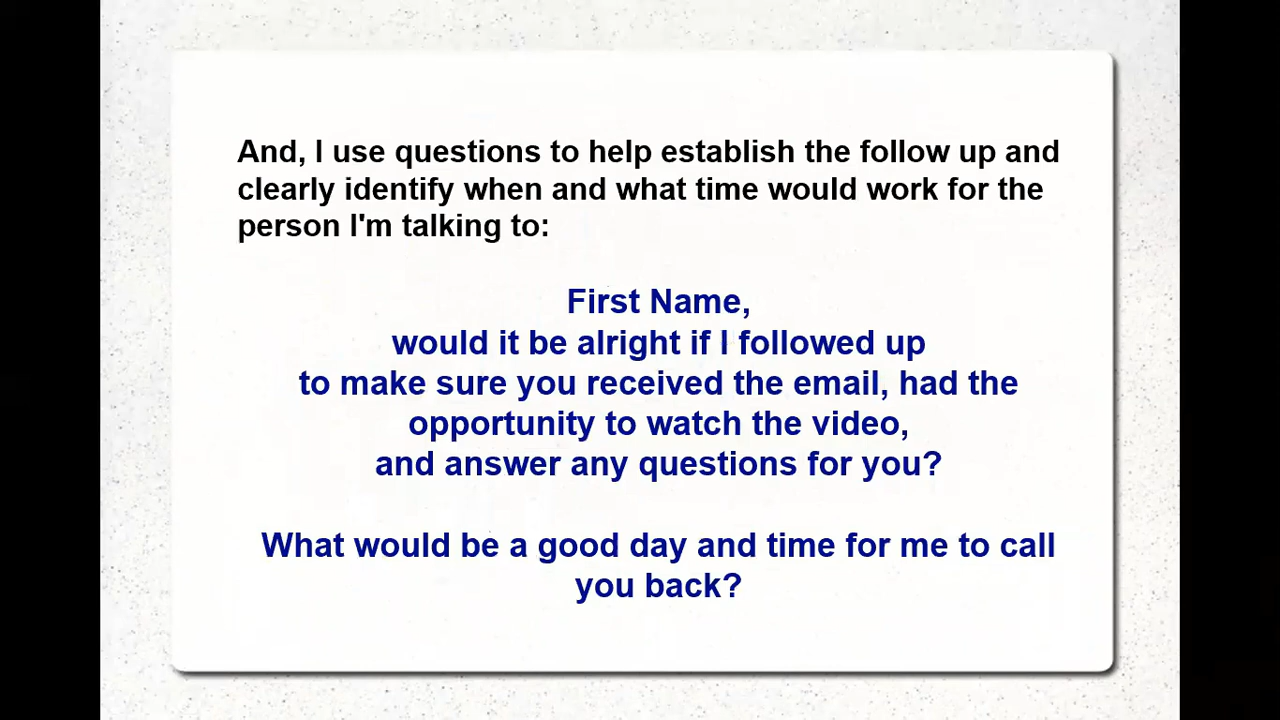 And, I use questions to help establish the follow up and
clearly identify when and what time would work for the
person I'm talking to:
First Name,
would it be alright if I followed up
to make sure you received the email, had the
opportunity to watch the video,
and answer any questions for you?
What would be a good day and time for me to call
you back?